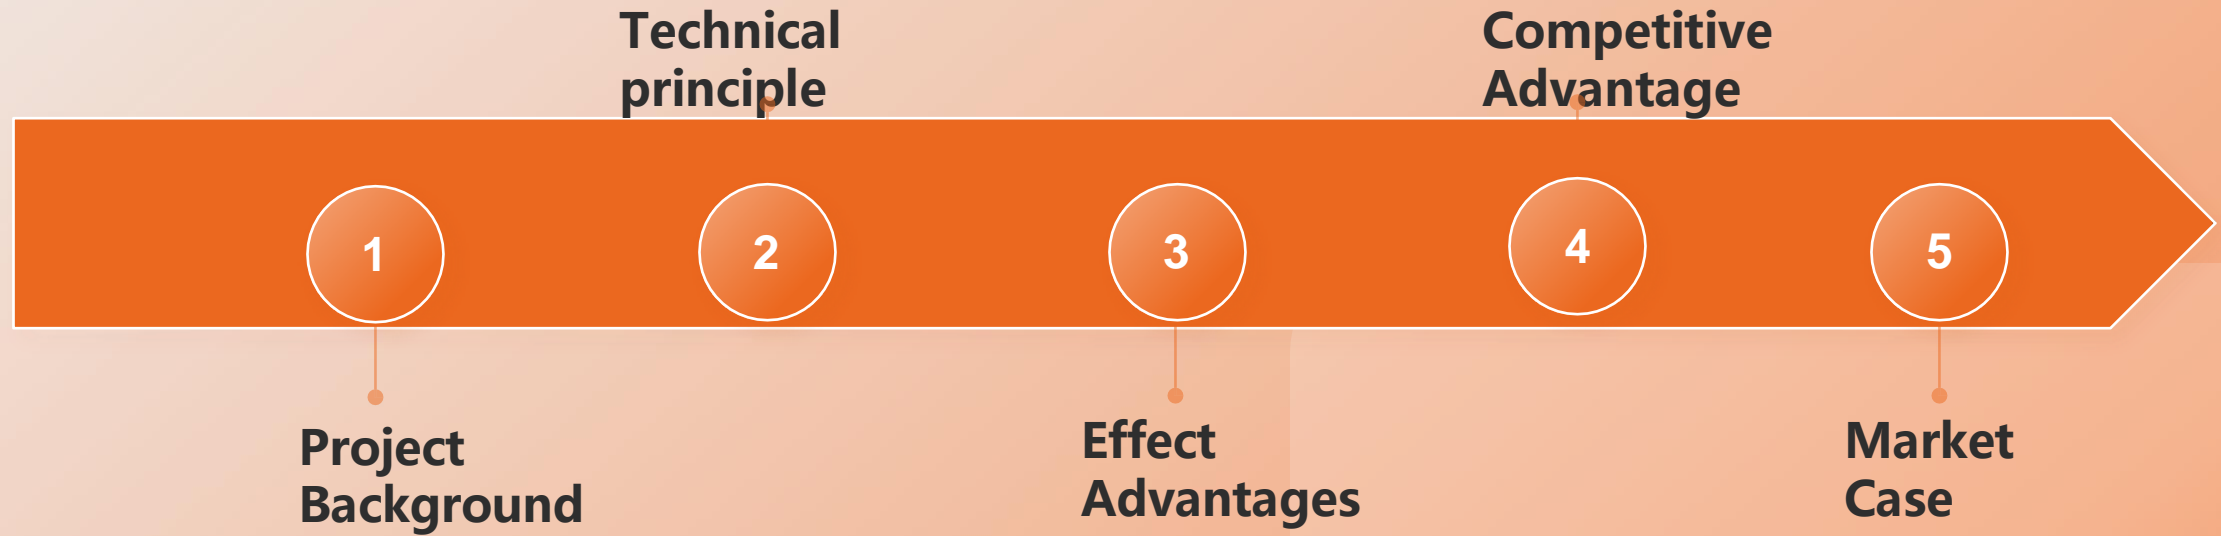 Technical
principle
Competitive
Advantage
1
2
3
4
5
Project
Background
Effect
Advantages
Market
Case